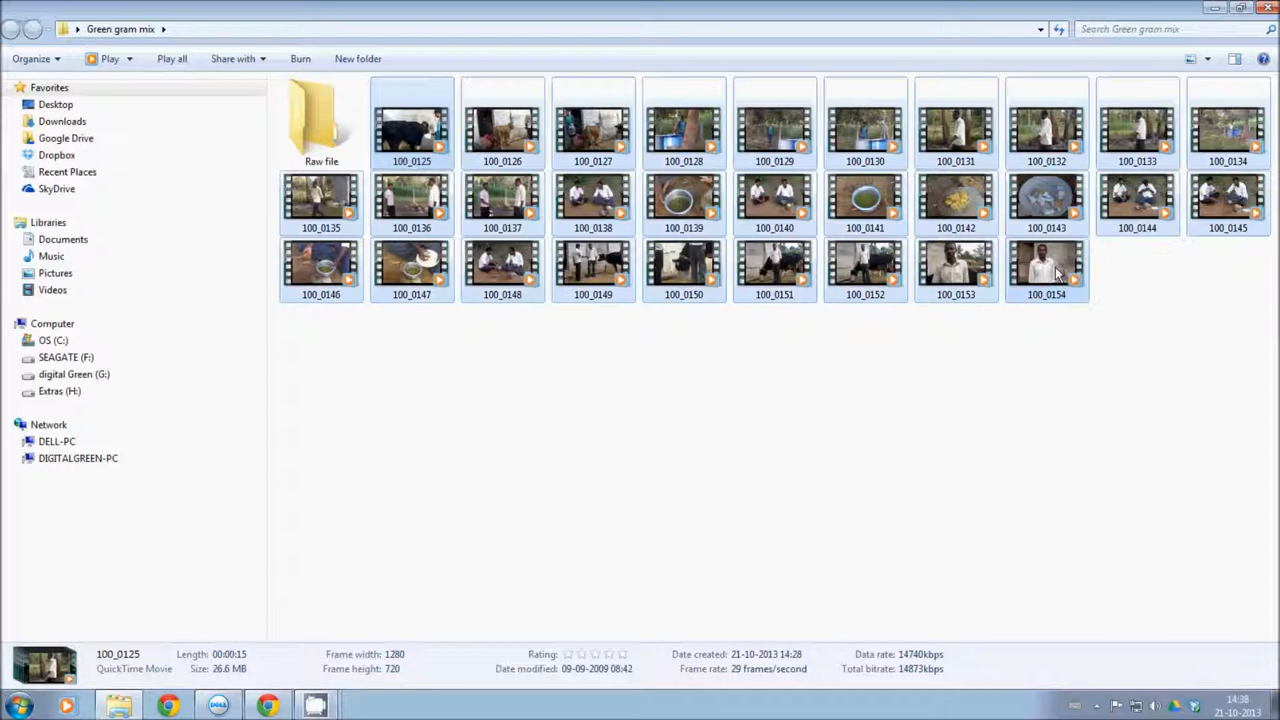 Green gram mix
Search Green gram mix
Organize Play Play all Share with Burn New folder
Favorites
Desktop
Downloads
Google Drive
Dropbox
Recent Places
SkyDrive
Libraries
Documents
Music
Pictures
Videos
Computer
OS (C:)
SEAGATE (F:)
digital Green (G:)
Extras (H:)
Network
DELL-PC
DIGITALGREEN-PC
Raw file 100_0125 100_0126 100_0127 100_0128 100_0129 100_0130 100_0131 100_0132 100_0133 100_0134
100_0135 100_0136 100_0137 100_0138 100_0139 100_0140 100_0141 100_0142 100_0143 100_0144 100_0145
100_0146 100_0147 100_0148 100_0149 100_0150 100_0151 100_0152 100_0153 100_0154
100_0125 Length: 00:00:15 Frame width: 1280 Rating: Date created: 21-10-2013 14:28 Data rate: 14740kbps
QuickTime Movie Size: 26.6 MB Frame height: 720 Date modified: 09-09-2009 08:42 Frame rate: 29 frames/second Total bitrate: 14873kbps
DELL
14:38
21-10-2013